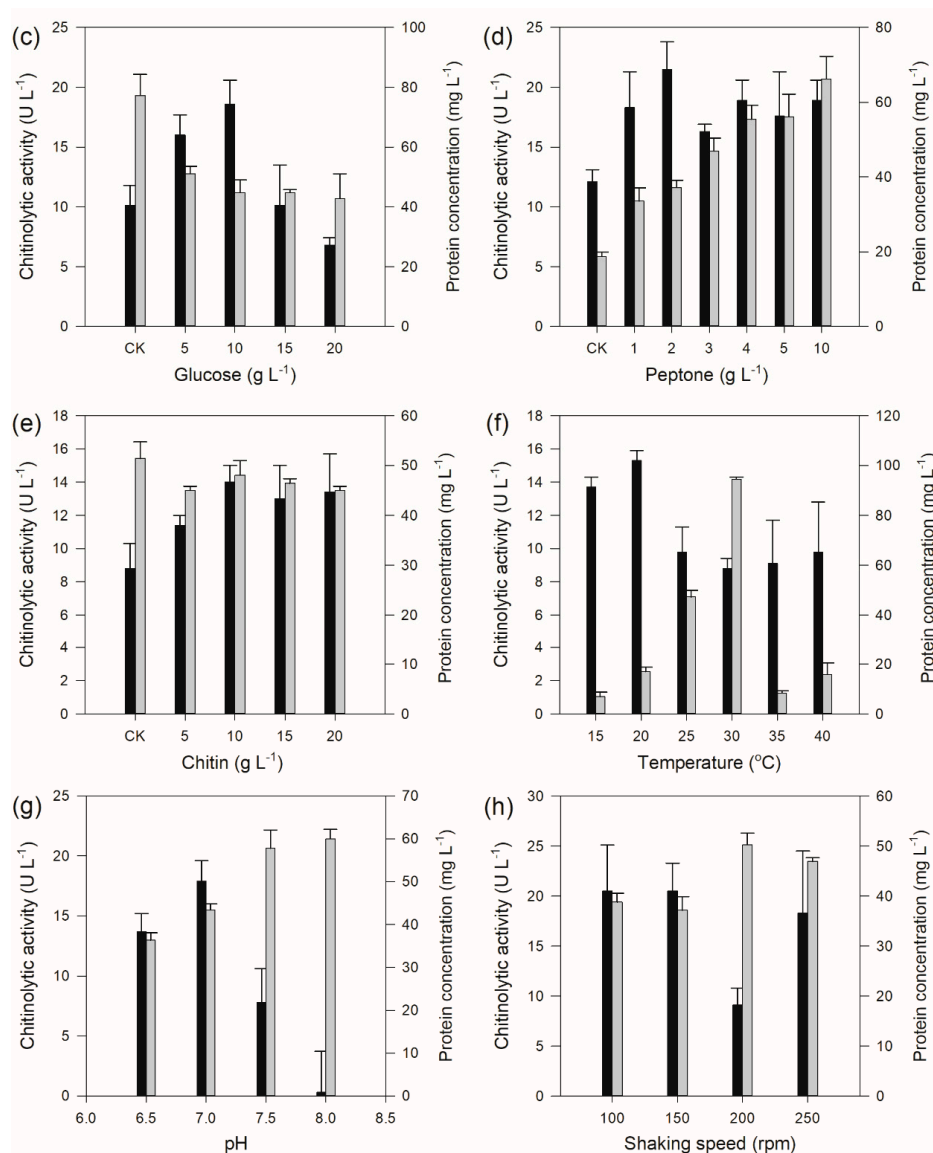 (c)
25
20
15
10
5
0
Chitinolytic activity (U L-1)
100
80
60
40
20
0
Protein concentration (mg L-1)
CK 5 10 15 20
Glucose (g L-1)
(d)
25
20
15
10
5
0
Chitinolytic activity (U L-1)
80
60
40
20
0
Protein concentration (mg L-1)
CK 1 2 3 4 5 10
Peptone (g L-1)
(e)
18
16
14
12
10
8
6
4
2
0
Chitinolytic activity (U L-1)
60
50
40
30
20
10
0
Protein concentration (mg L-1)
CK 5 10 15 20
Chitin (g L-1)
(f)
18
16
14
12
10
8
6
4
2
0
Chitinolytic activity (U L-1)
120
100
80
60
40
20
0
Protein concentration (mg L-1)
15 20 25 30 35 40
Temperature (oC)
(g)
25
20
15
10
5
0
Chitinolytic activity (U L-1)
70
60
50
40
30
20
10
0
Protein concentration (mg L-1)
6.0 6.5 7.0 7.5 8.0 8.5
pH
(h)
30
25
20
15
10
5
0
Chitinolytic activity (U L-1)
60
50
40
30
20
10
0
Protein concentration (mg L-1)
100 150 200 250
Shaking speed (rpm)